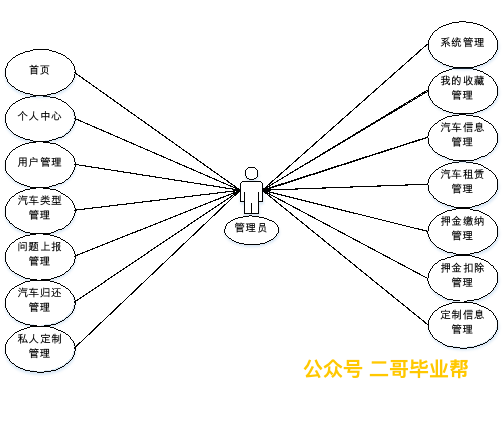 首页
个人中心
用户管理
汽车类型
管理
问题上报
管理
汽车归还
管理
私人定制
管理
管理员
系统管理
我的收藏
管理
汽车信息
管理
汽车租赁
管理
押金缴纳
管理
押金扣除
管理
定制信息
管理
公众号 二哥毕业帮